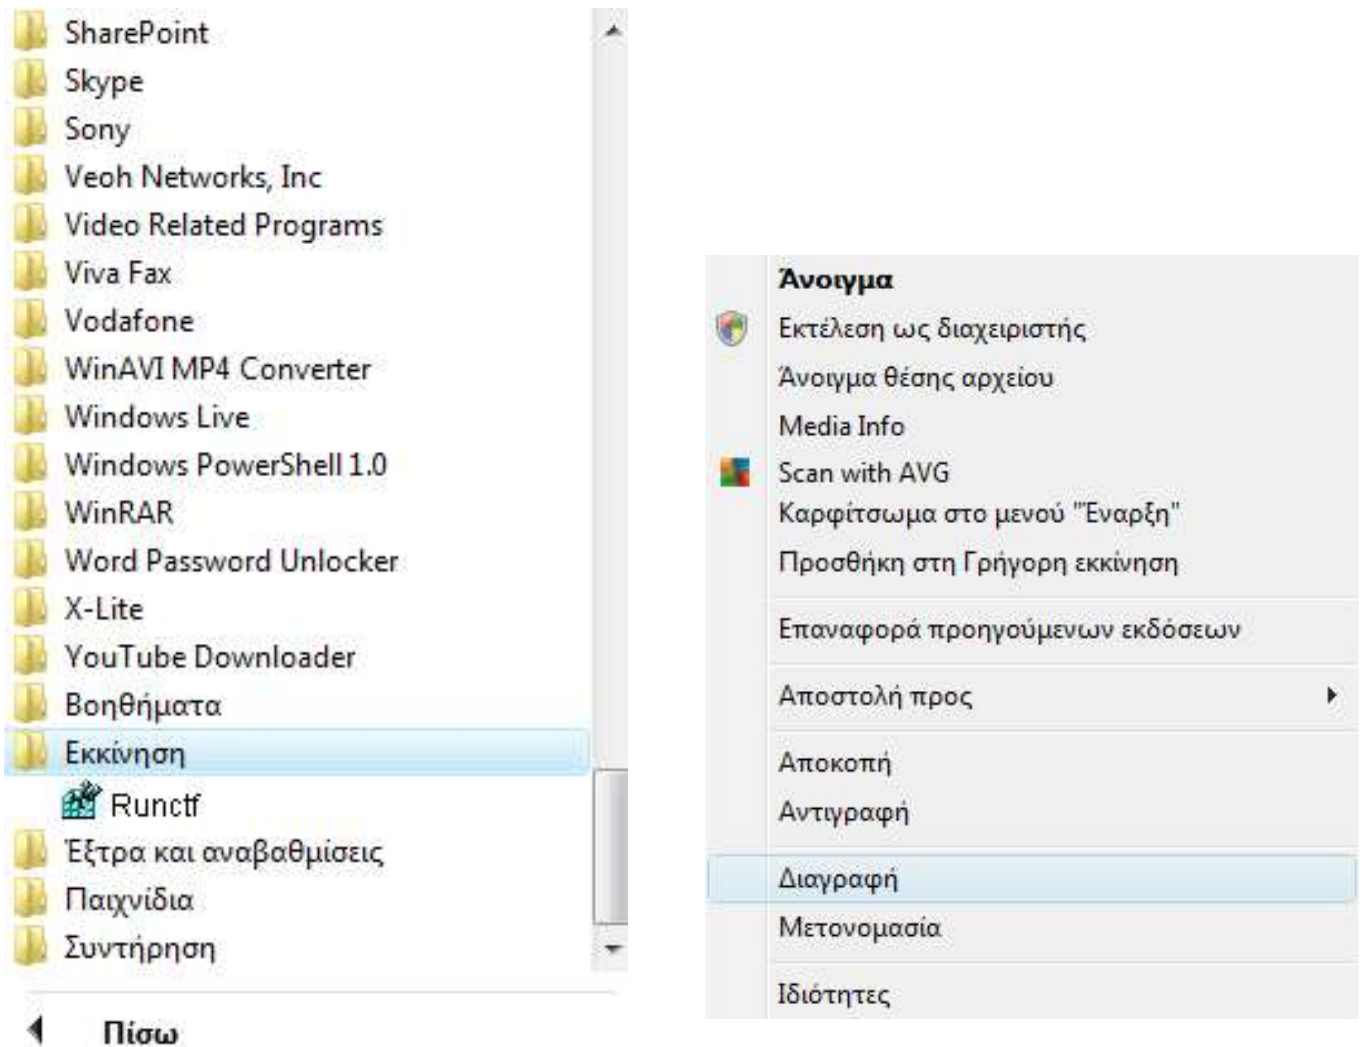 SharePoint
Skype
Sony
Veoh Networks, Inc
Video Related Programs
Viva Fax
Vodafone
WinAVI MP4 Converter
Windows Live
Windows PowerShell 1.0
WinRAR
Word Password Unlocker
X-Lite
YouTube Downloader
Βοηθήματα
Εκκίνηση
Runctf
Έξτρα και αναβαθμίσεις
Παιχνίδια
Συντήρηση
Πίσω
Άνοιγμα
Εκτέλεση ως διαχειριστής
Άνοιγμα θέσης αρχείου
Media Info
Scan with AVG
Καρφίτσωμα στο μενού "Έναρξη"
Προσθήκη στη Γρήγορη εκκίνηση
Επαναφορά προηγούμενων εκδόσεων
Αποστολή προς
Αποκοπή
Αντιγραφή
Διαγραφή
Μετονομασία
Ιδιότητες